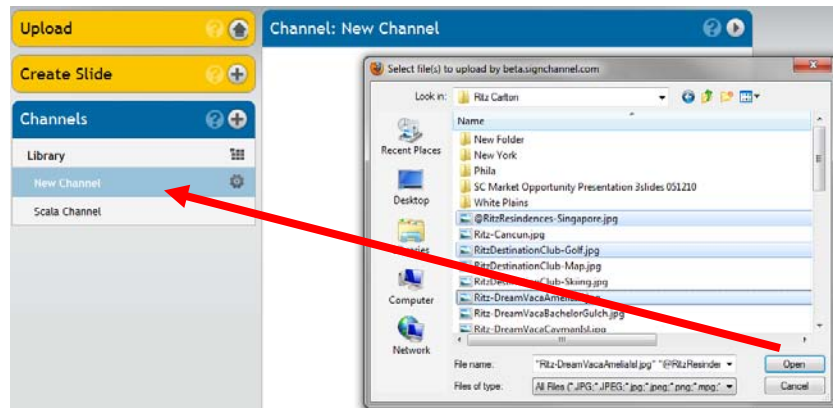 Upload
Create Slide
Channels
Library
New Channel
Scala Channel
Channel: New Channel
Select file(s) to upload by beta.signchannel.com
Look in: Ritz Carlton
Name
Recent Places
Desktop
Computer
Network
New Folder
New York
Phila
SC Market Opportunity Presentation 3slides 051210
White Plains
@RitzResindences-Singapore.jpg
Ritz-Cancun.jpg
RitzDestinationClub-Golf.jpg
RitzDestinationClub-Map.jpg
Ritz-DreamVacaBachelorGulch.jpg
Ritz-DreamVacaCaymanIsl.jpg
File name: "Ritz-DreamVacaAmeliaIsl.jpg" "@RitzResinder
Open
Files of type: All Files (*.JPG;*.JPEG;*.jpg;*.jpeg;*.png;*.mpg;*
Cancel